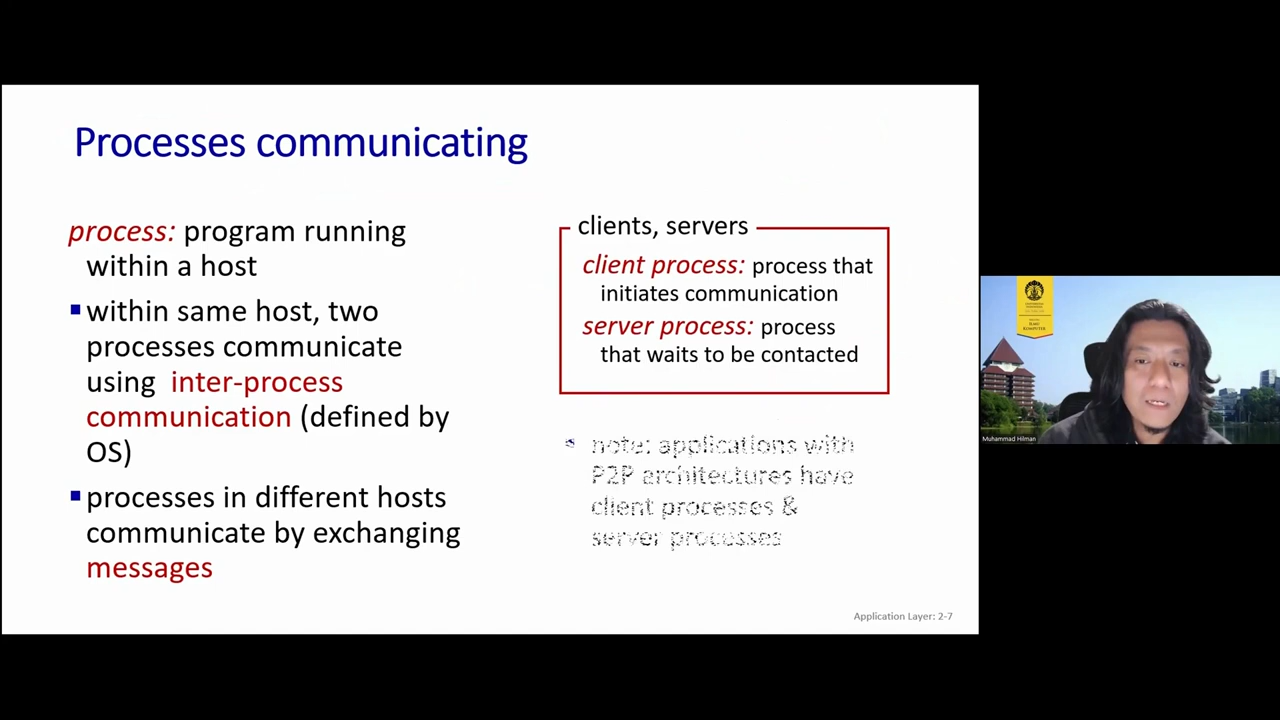 Processes communicating
process: program running
within a host
within same host, two
processes communicate
using inter-process
communication (defined by
OS)
processes in different hosts
communicate by exchanging
messages
clients, servers
client process: process that
initiates communication
server process: process
that waits to be contacted
note: applications with
P2P architectures have
client processes &
server processes
Application Layer: 2-7
Muhammad Hilman